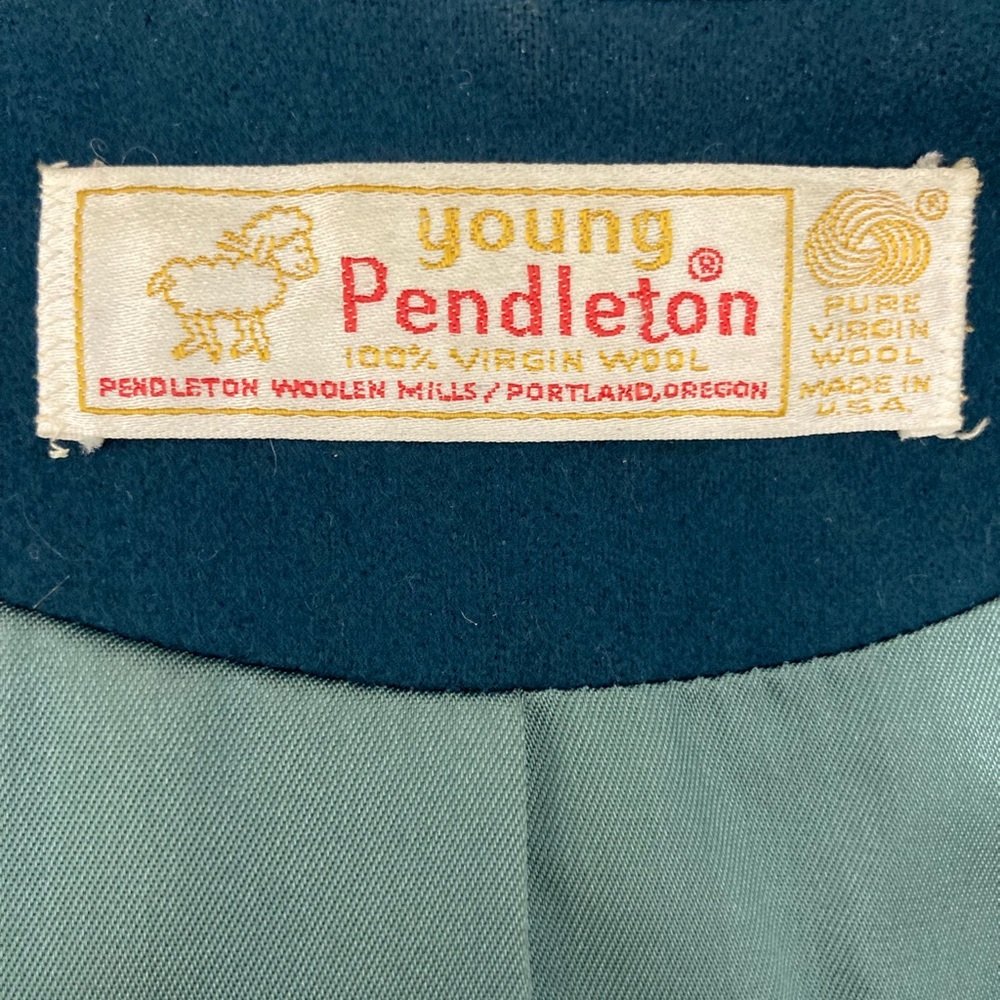 young
Pendleton®
100% VIRGIN WOOL
PENDLETON WOOLEN MILLS/PORTLAND,OREGON
®
PURE
VIRGIN
WOOL
MADE IN
U.S.A.